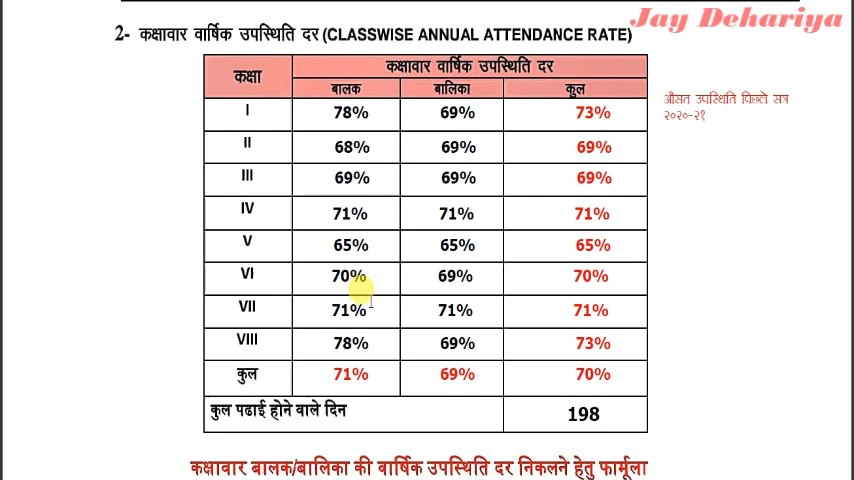 Jay Dehariya
2- कक्षावार वार्षिक उपस्थिति दर (CLASSWISE ANNUAL ATTENDANCE RATE)
कक्षा कक्षावार वार्षिक उपस्थिति दर
बालक बालिका कुल
I 78% 69% 73%
औसत उपस्थिति पिछले सत्र
२०२०-२१
II 68% 69% 69%
III 69% 69% 69%
IV 71% 71% 71%
V 65% 65% 65%
VI 70% 69% 70%
VII 71% 71% 71%
VIII 78% 69% 73%
कुल 71% 69% 70%
कुल पढाई होने वाले दिन 198
कक्षावार बालक/बालिका की वार्षिक उपस्थिति दर निकलने हेतु फार्मूला